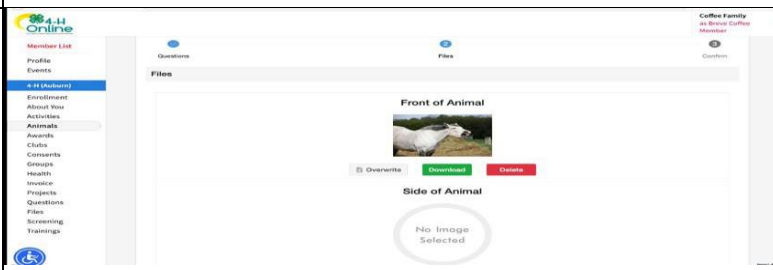 4-H
Online
Coffee Family
as Breve Coffee
Member
Member List
Profile
Events
4-H (Auburn)
Enrollment
About You
Activities
Animals
Awards
Clubs
Consents
Groups
Health
Invoice
Projects
Questions
Files
Screening
Trainings
2
3
Questions
Files
Confirm
Files
Front of Animal
Overwrite
Download
Delete
Side of Animal
No Image
Selected